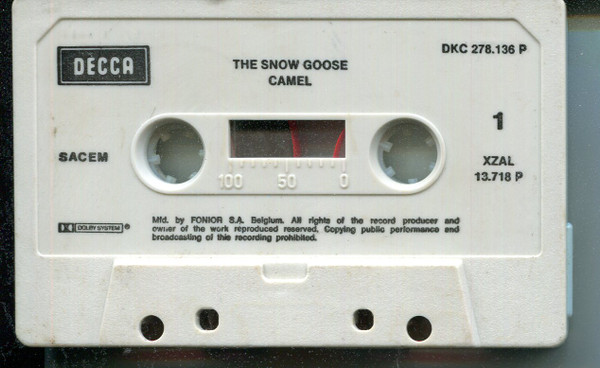 DECCA
THE SNOW GOOSE
CAMEL
DKC 278.136 P
1
SACEM
XZAL
13.718 P
100 50 0
DOLBY SYSTEM ®
Mfd. by FONIOR S.A. Belgium. All rights of the record producer and
owner of the work reproduced reserved. Copying public performance and
broadcasting of this recording prohibited.